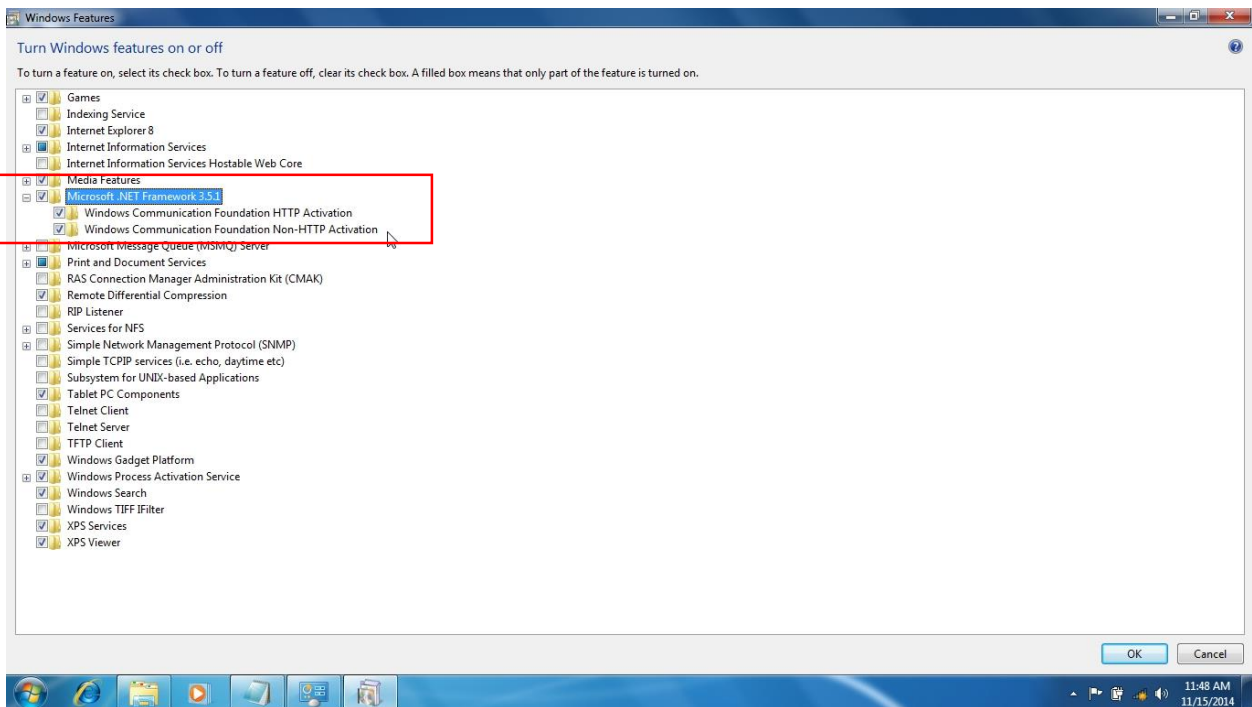 Windows Features
Turn Windows features on or off
To turn a feature on, select its check box. To turn a feature off, clear its check box. A filled box means that only part of the feature is turned on.
Games
Indexing Service
Internet Explorer 8
Internet Information Services
Internet Information Services Hostable Web Core
Media Features
Microsoft .NET Framework 3.5.1
Windows Communication Foundation HTTP Activation
Windows Communication Foundation Non-HTTP Activation
Microsoft Message Queue (MSMQ) Server
Print and Document Services
RAS Connection Manager Administration Kit (CMAK)
Remote Differential Compression
RIP Listener
Services for NFS
Simple Network Management Protocol (SNMP)
Simple TCPIP services (i.e. echo, daytime etc)
Subsystem for UNIX-based Applications
Tablet PC Components
Telnet Client
Telnet Server
TFTP Client
Windows Gadget Platform
Windows Process Activation Service
Windows Search
Windows TIFF IFilter
XPS Services
XPS Viewer
OK Cancel
11:48 AM
11/15/2014